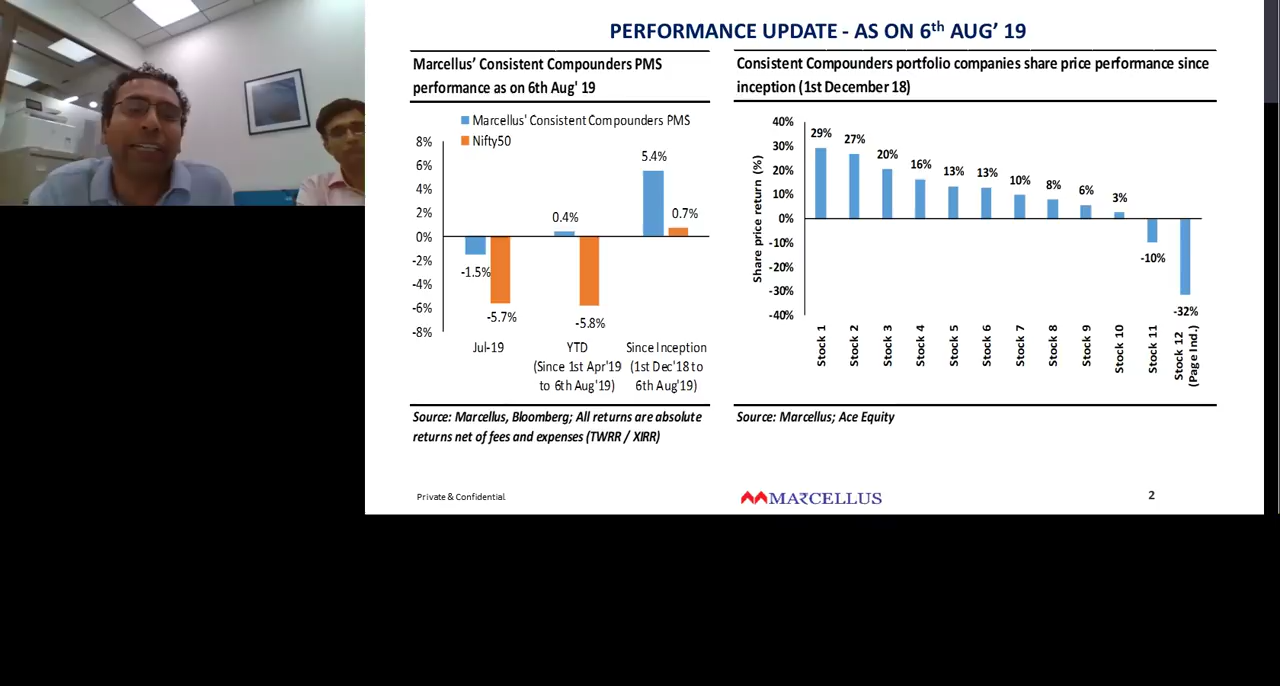 PERFORMANCE UPDATE - AS ON 6th AUG' 19
Marcellus' Consistent Compounders PMS
performance as on 6th Aug' 19
Marcellus' Consistent Compounders PMS
Nifty50
8%
6%
4%
2%
0%
-2%
-4%
-6%
-8%
-1.5%
-5.7%
0.4%
-5.8%
5.4%
0.7%
Jul-19
YTD
(Since 1st Apr'19
to 6th Aug'19)
Since Inception
(1st Dec'18 to
6th Aug'19)
Source: Marcellus, Bloomberg; All returns are absolute
returns net of fees and expenses (TWRR / XIRR)
Consistent Compounders portfolio companies share price performance since
inception (1st December 18)
Share price return (%)
40%
30%
20%
10%
0%
-10%
-20%
-30%
-40%
29%
27%
20%
16%
13%
13%
10%
8%
6%
3%
-10%
-32%
Stock 1
Stock 2
Stock 3
Stock 4
Stock 5
Stock 6
Stock 7
Stock 8
Stock 9
Stock 10
Stock 11
Stock 12
(Page Ind.)
Source: Marcellus; Ace Equity
Private & Confidential
MARCELLUS
2